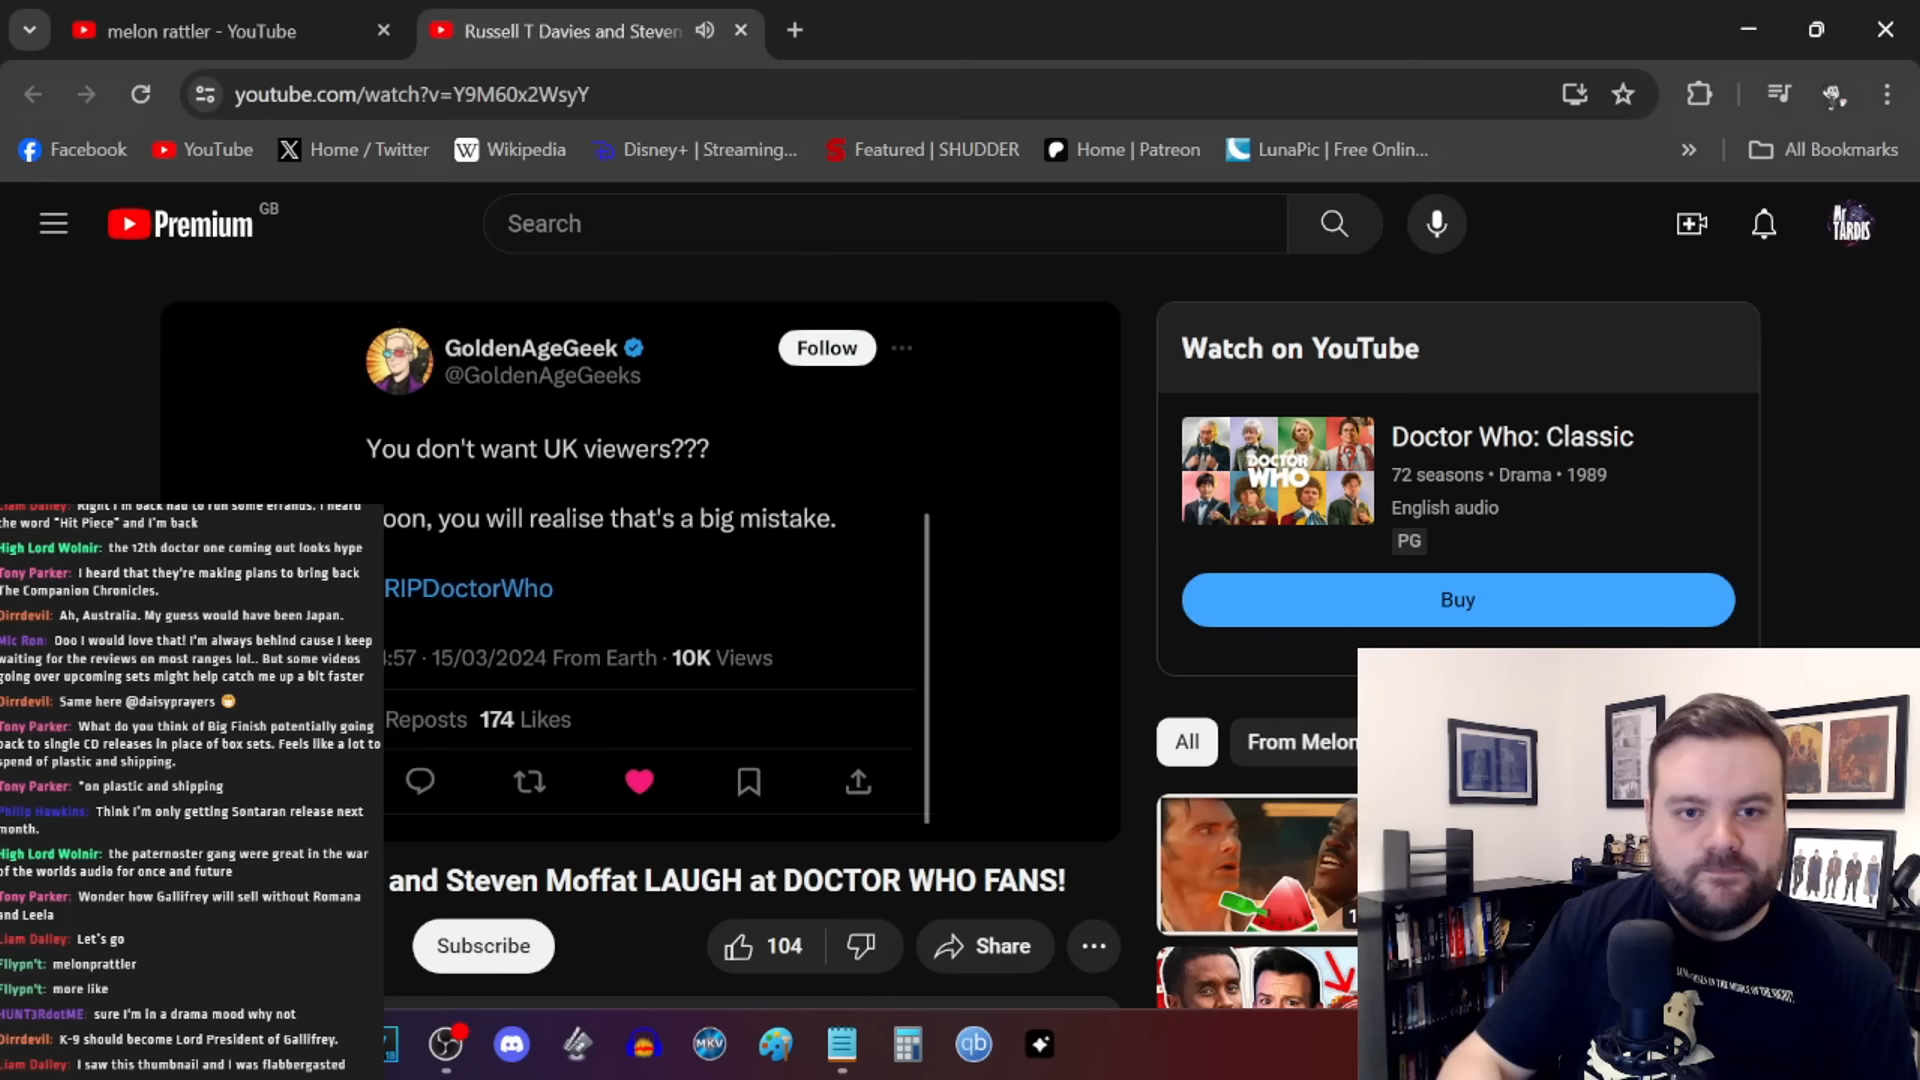 melon rattler - YouTube
Russell T Davies and Steven
youtube.com/watch?v=Y9M60x2WsyY
Facebook
YouTube
Home / Twitter
Wikipedia
Disney+ | Streaming...
Featured | SHUDDER
Home | Patreon
LunaPic | Free Onlin...
All Bookmarks
Premium GB
Search
Mr TARDIS
GoldenAgeGeek
@GoldenAgeGeeks
Follow
You don't want UK viewers???
oon, you will realise that's a big mistake.
RIPDoctorWho
:57 · 15/03/2024 From Earth · 10K Views
Reposts 174 Likes
Watch on YouTube
DOCTOR WHO
Doctor Who: Classic
72 seasons • Drama • 1989
English audio
PG
Buy
All
From Melon
and Steven Moffat LAUGH at DOCTOR WHO FANS!
Subscribe
104
Share
Liam Dalley: Right I'm back had to run some errands. I heard
the word "Hit Piece" and I'm back
High Lord Wolnir: the 12th doctor one coming out looks hype
Tony Parker: I heard that they're making plans to bring back
The Companion Chronicles.
Dirrdevil: Ah, Australia. My guess would have been Japan.
Mic Ron: Ooo I would love that! I'm always behind cause I keep
waiting for the reviews on most ranges lol.. But some videos
going over upcoming sets might help catch me up a bit faster
Dirrdevil: Same here @daisyprayers
Tony Parker: What do you think of Big Finish potentially going
back to single CD releases in place of box sets. Feels like a lot to
spend of plastic and shipping.
Tony Parker: *on plastic and shipping
Philip Hawkins: Think I'm only getting Sontaran release next
month.
High Lord Wolnir: the paternoster gang were great in the war
of the worlds audio for once and future
Tony Parker: Wonder how Gallifrey will sell without Romana
and Leela
Liam Dalley: Let's go
Fllypn't: melonprattler
Fllypn't: more like
HUNT3RdotME: sure I'm in a drama mood why not
Dirrdevil: K-9 should become Lord President of Gallifrey.
Liam Dalley: I saw this thumbnail and I was flabbergasted
MKV
qb